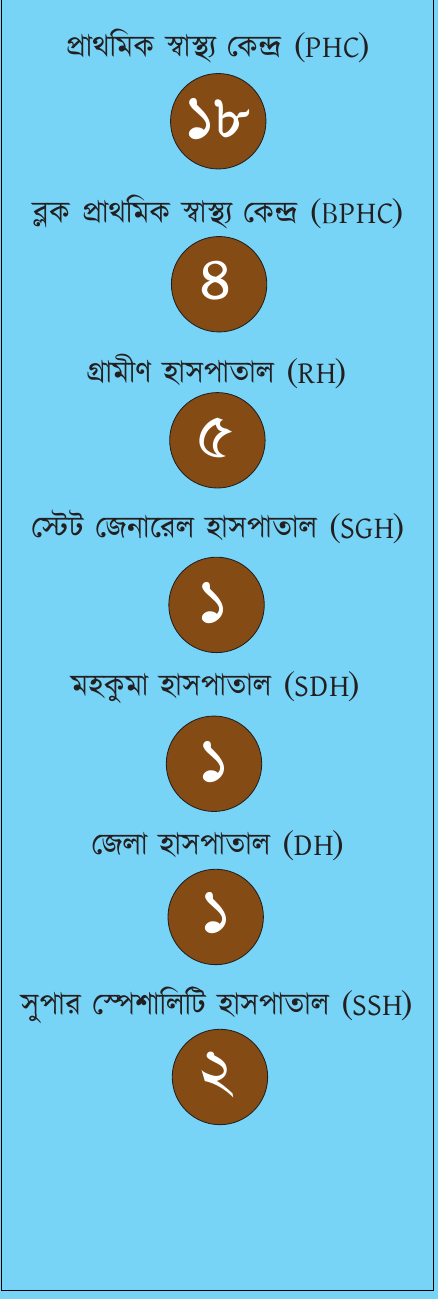 প্রাথমিক স্বাস্থ্য কেন্দ্র (PHC)
১৮
ব্লক প্রাথমিক স্বাস্থ্য কেন্দ্র (BPHC)
৪
গ্রামীণ হাসপাতাল (RH)
৫
স্টেট জেনারেল হাসপাতাল (SGH)
১
মহকুমা হাসপাতাল (SDH)
১
জেলা হাসপাতাল (DH)
১
সুপার স্পেশালিটি হাসপাতাল (SSH)
২